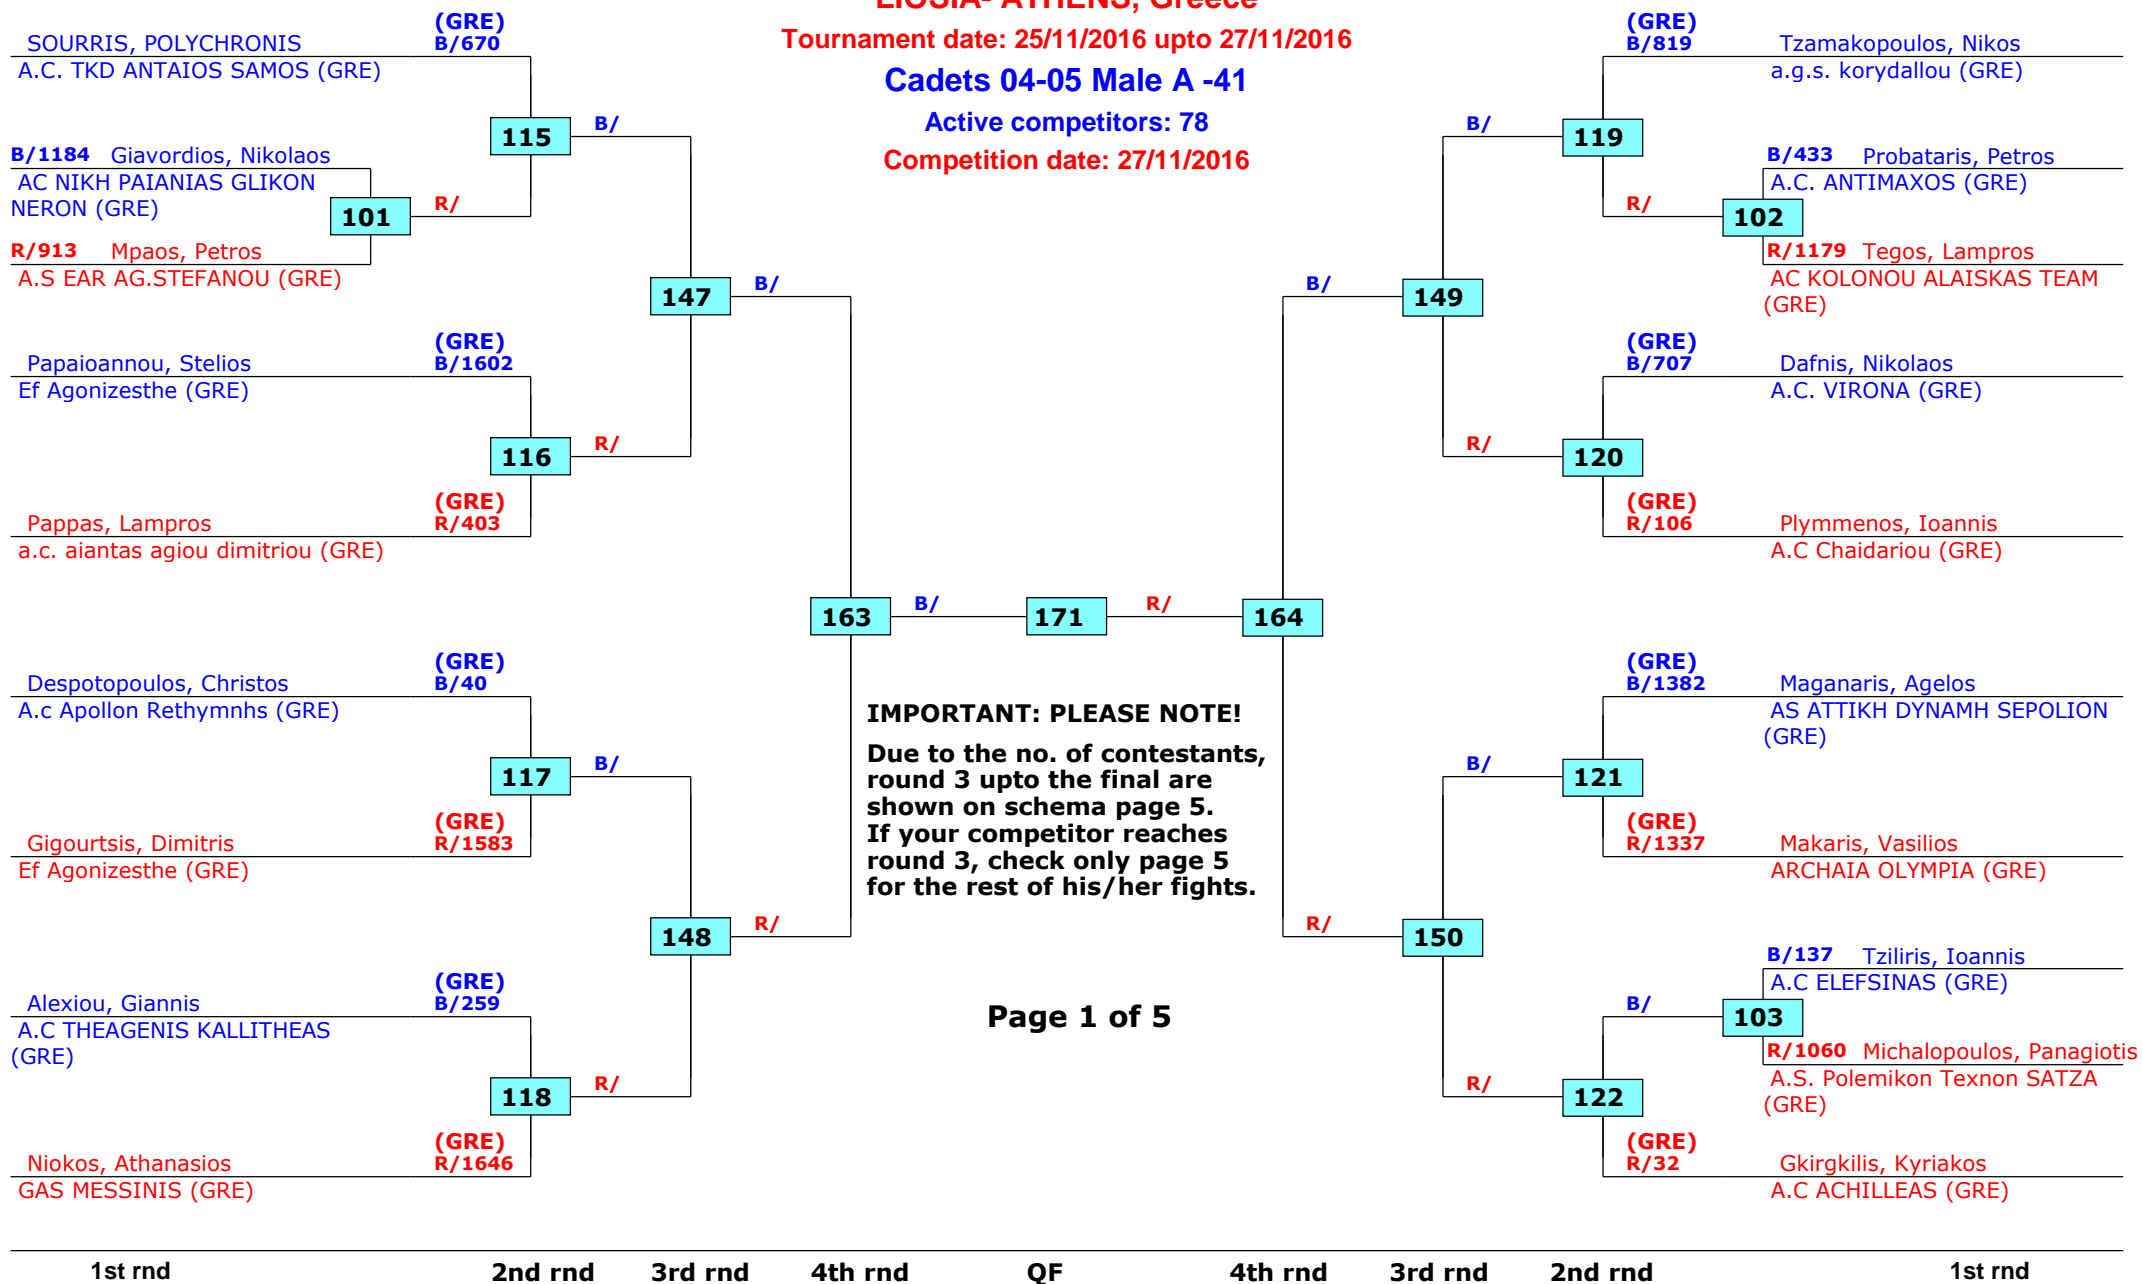 LIOSIA- ATHENS, Greece
Tournament date: 25/11/2016 upto 27/11/2016
Cadets 04-05 Male A -41
Active competitors: 78
Competition date: 27/11/2016
(GRE)
SOURRIS, POLYCHRONIS B/670
A.C. TKD ANTAIOS SAMOS (GRE)
115
B/
B/1184 Giavordios, Nikolaos
AC NIKH PAIANIAS GLIKON
NERON (GRE)
101
R/
R/913 Mpaos, Petros
A.S EAR AG.STEFANOU (GRE)
147
B/
(GRE)
Papaioannou, Stelios B/1602
Ef Agonizesthe (GRE)
116
R/
(GRE)
Pappas, Lampros R/403
a.c. aiantas agiou dimitriou (GRE)
163
B/
171
R/
164
(GRE)
Despotopoulos, Christos B/40
A.c Apollon Rethymnhs (GRE)
117
B/
(GRE)
Gigourtsis, Dimitris R/1583
Ef Agonizesthe (GRE)
148
R/
(GRE)
Alexiou, Giannis B/259
A.C THEAGENIS KALLITHEAS
(GRE)
118
R/
(GRE)
Niokos, Athanasios R/1646
GAS MESSINIS (GRE)
IMPORTANT: PLEASE NOTE!
Due to the no. of contestants,
round 3 upto the final are
shown on schema page 5.
If your competitor reaches
round 3, check only page 5
for the rest of his/her fights.
Page 1 of 5
(GRE)
B/819 Tzamakopoulos, Nikos
a.g.s. korydallou (GRE)
B/
119
B/433 Probataris, Petros
A.C. ANTIMAXOS (GRE)
R/
102
R/1179 Tegos, Lampros
AC KOLONOU ALAISKAS TEAM
(GRE)
B/
149
(GRE)
B/707 Dafnis, Nikolaos
A.C. VIRONA (GRE)
R/
120
(GRE)
R/106 Plymmenos, Ioannis
A.C Chaidariou (GRE)
(GRE)
B/1382 Maganaris, Agelos
AS ATTIKH DYNAMH SEPOLION
(GRE)
B/
121
(GRE)
R/1337 Makaris, Vasilios
ARCHAIA OLYMPIA (GRE)
R/
150
B/137 Tziliris, Ioannis
A.C ELEFSINAS (GRE)
B/
103
R/1060 Michalopoulos, Panagiotis
A.S. Polemikon Texnon SATZA
(GRE)
R/
122
(GRE)
R/32 Gkirgkilis, Kyriakos
A.C ACHILLEAS (GRE)
1st rnd 2nd rnd 3rd rnd 4th rnd QF 4th rnd 3rd rnd 2nd rnd 1st rnd